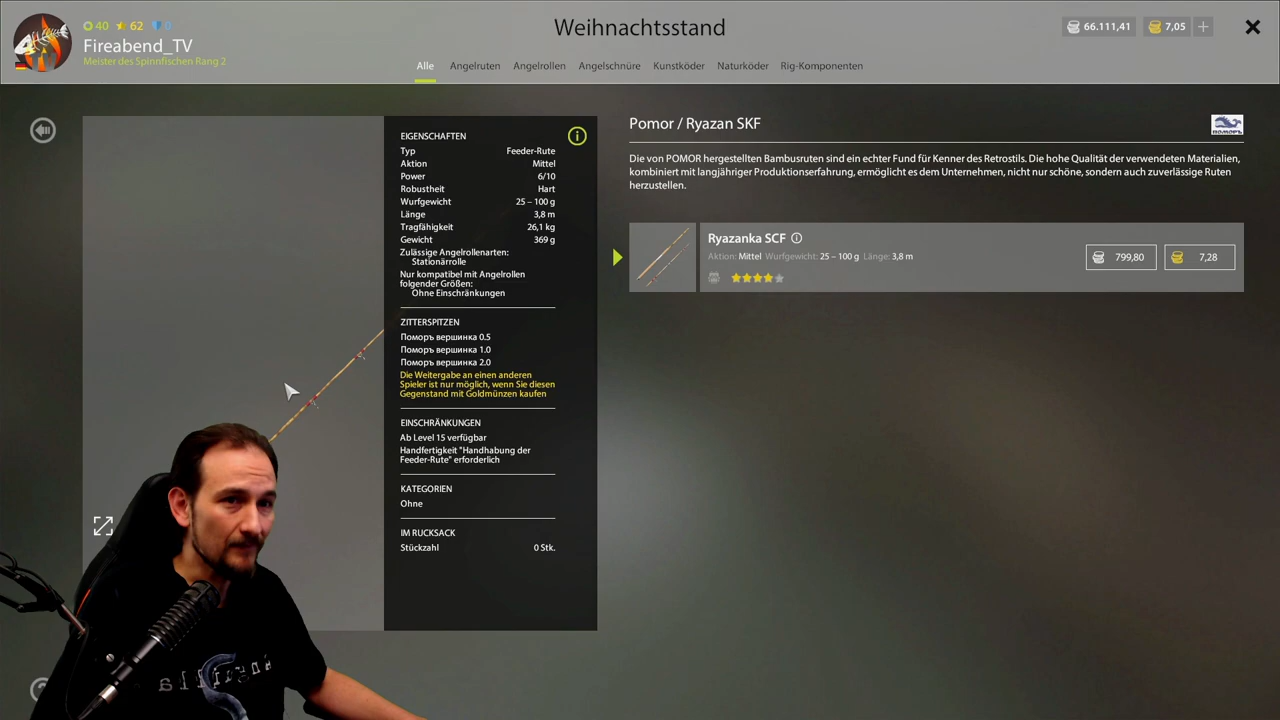 40 62 0
Fireabend_TV
Meister des Spinnfischen Rang 2
Weihnachtsstand
66.111,41 7,05 +
Alle Angelruten Angelrollen Angelschnüre Kunstköder Naturköder Rig-Komponenten
EIGENSCHAFTEN
Typ Feeder-Rute
Aktion Mittel
Power 6/10
Robustheit Hart
Wurfgewicht 25 – 100 g
Länge 3,8 m
Tragfähigkeit 26,1 kg
Gewicht 369 g
Zulässige Angelrollenarten:
Stationärrolle
Nur kompatibel mit Angelrollen
folgender Größen:
Ohne Einschränkungen
ZITTERSPITZEN
Поморъ вершинка 0.5
Поморъ вершинка 1.0
Поморъ вершинка 2.0
Die Weitergabe an einen anderen
Spieler ist nur möglich, wenn Sie diesen
Gegenstand mit Goldmünzen kaufen
EINSCHRÄNKUNGEN
Ab Level 15 verfügbar
Handfertigkeit "Handhabung der
Feeder-Rute" erforderlich
KATEGORIEN
Ohne
IM RUCKSACK
Stückzahl 0 Stk.
Pomor / Ryazan SKF
ПОМОРЪ
Die von POMOR hergestellten Bambusruten sind ein echter Fund für Kenner des Retrostils. Die hohe Qualität der verwendeten Materialien,
kombiniert mit langjähriger Produktionserfahrung, ermöglicht es dem Unternehmen, nicht nur schöne, sondern auch zuverlässige Ruten
herzustellen.
Ryazanka SCF
Aktion: Mittel Wurfgewicht: 25 – 100 g Länge: 3,8 m
799,80 7,28